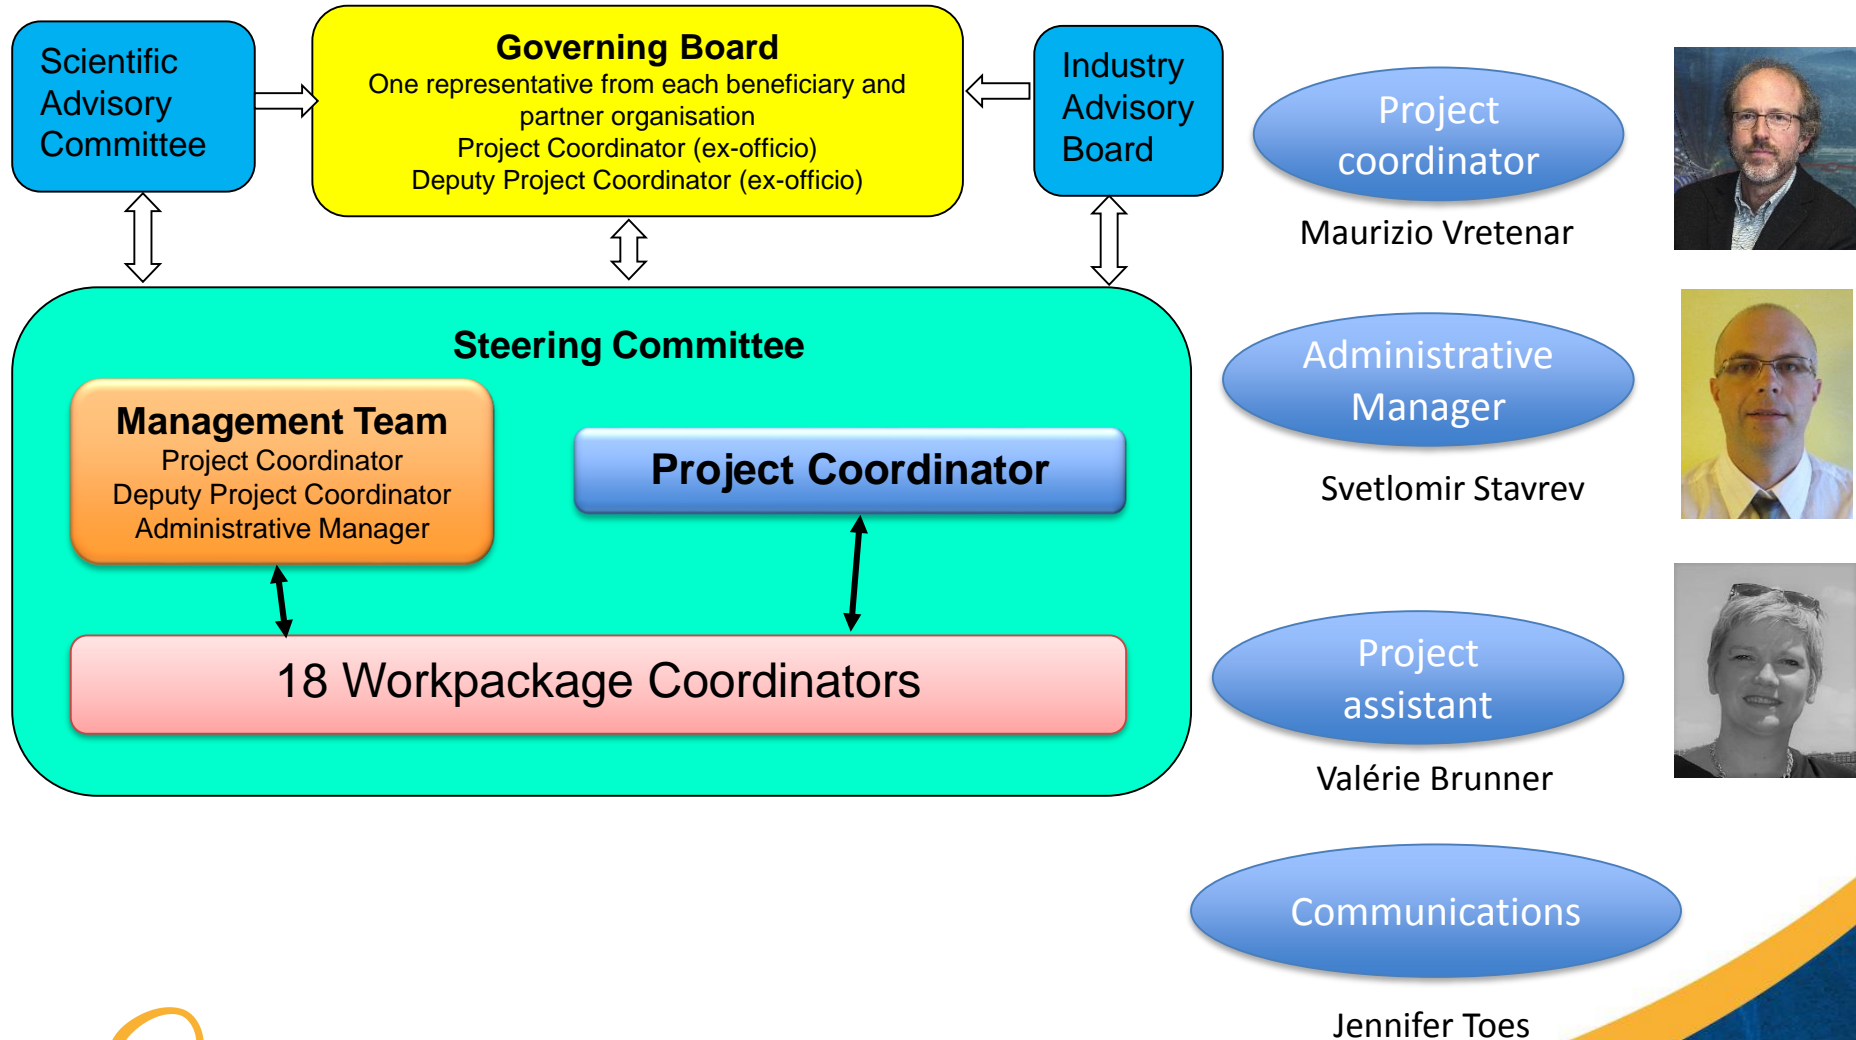 Scientific
Advisory
Committee
Governing Board
One representative from each beneficiary and
partner organisation
Project Coordinator (ex-officio)
Deputy Project Coordinator (ex-officio)
Industry
Advisory
Board
Steering Committee
Management Team
Project Coordinator
Deputy Project Coordinator
Administrative Manager
Project Coordinator
18 Workpackage Coordinators
Project
coordinator
Maurizio Vretenar
Administrative
Manager
Svetlomir Stavrev
Project
assistant
Valérie Brunner
Communications
Jennifer Toes